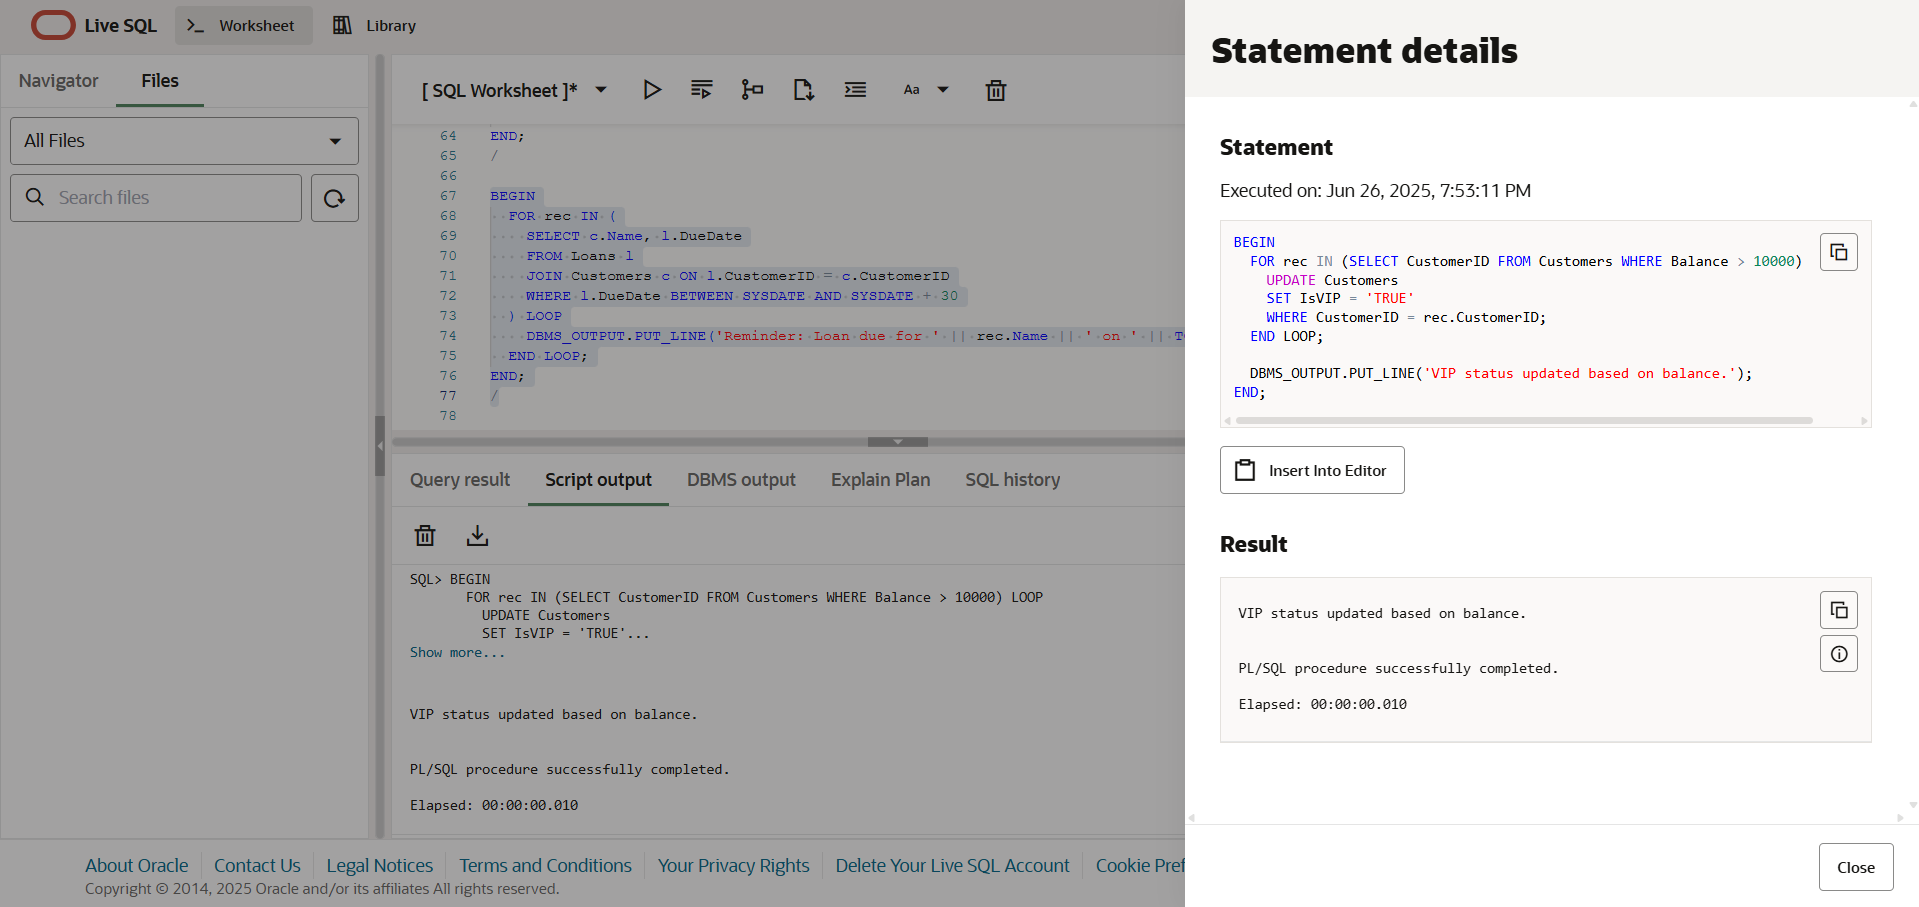 Live SQL
Worksheet
Library
Navigator
Files
All Files
Search files
[ SQL Worksheet ]*
Aa
64 END;
65 /
66
67 BEGIN
68 FOR rec IN (
69 SELECT c.Name, l.DueDate
70 FROM Loans l
71 JOIN Customers c ON l.CustomerID = c.CustomerID
72 WHERE l.DueDate BETWEEN SYSDATE AND SYSDATE + 30
73 ) LOOP
74 DBMS_OUTPUT.PUT_LINE('Reminder: Loan due for ' || rec.Name || ' on ' || T
75 END LOOP;
76 END;
77 /
78
Query result
Script output
DBMS output
Explain Plan
SQL history
SQL> BEGIN
FOR rec IN (SELECT CustomerID FROM Customers WHERE Balance > 10000) LOOP
UPDATE Customers
SET IsVIP = 'TRUE'...
Show more...
VIP status updated based on balance.
PL/SQL procedure successfully completed.
Elapsed: 00:00:00.010
About Oracle
Contact Us
Legal Notices
Terms and Conditions
Your Privacy Rights
Delete Your Live SQL Account
Cookie Pref
Copyright © 2014, 2025 Oracle and/or its affiliates All rights reserved.
Statement details
Statement
Executed on: Jun 26, 2025, 7:53:11 PM
BEGIN
FOR rec IN (SELECT CustomerID FROM Customers WHERE Balance > 10000)
UPDATE Customers
SET IsVIP = 'TRUE'
WHERE CustomerID = rec.CustomerID;
END LOOP;
DBMS_OUTPUT.PUT_LINE('VIP status updated based on balance.');
END;
Insert Into Editor
Result
VIP status updated based on balance.
PL/SQL procedure successfully completed.
Elapsed: 00:00:00.010
Close